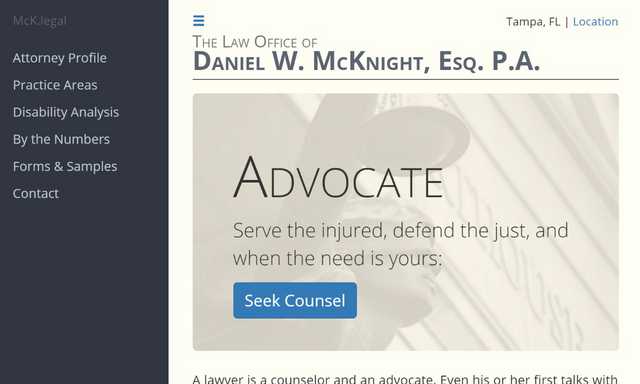 McK.legal
Attorney Profile
Practice Areas
Disability Analysis
By the Numbers
Forms & Samples
Contact
Tampa, FL | Location
The Law Office of
Daniel W. McKnight, Esq. P.A.
Advocate
Serve the injured, defend the just, and
when the need is yours:
Seek Counsel
A lawyer is a counselor and an advocate. Even his or her first talks with